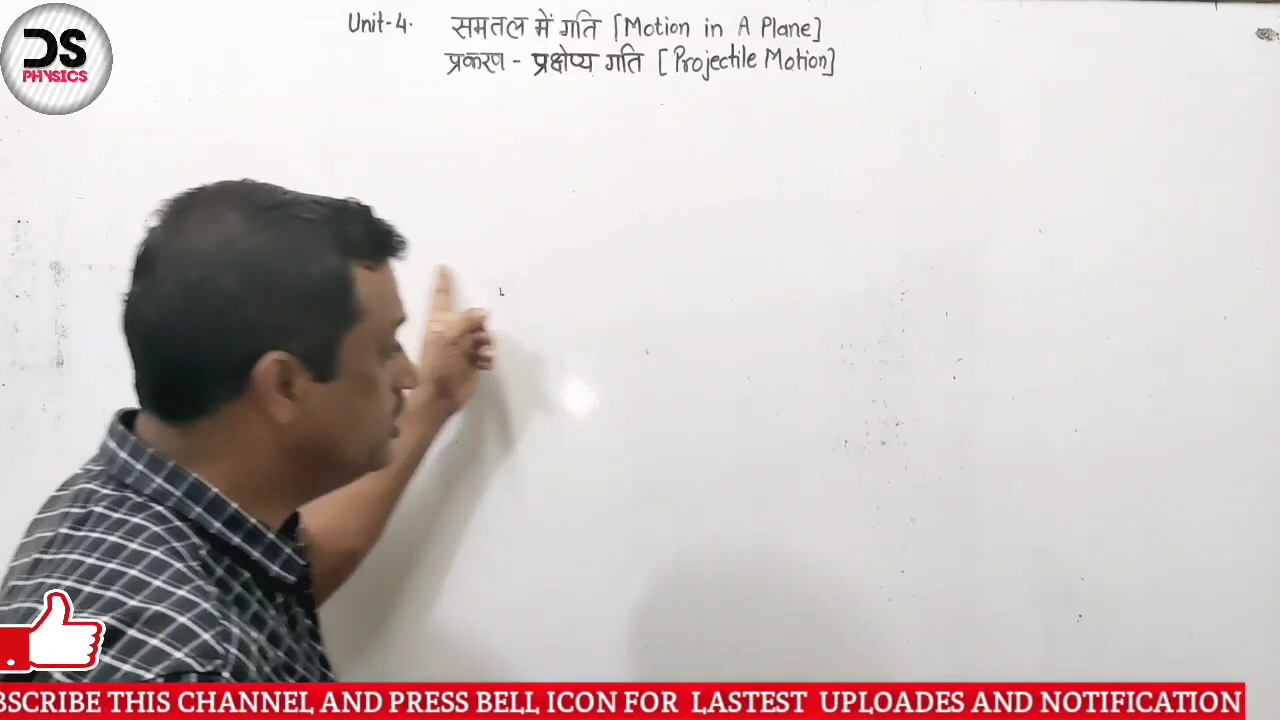 DS
PHYSICS
Unit-4. समतल में गति [Motion in A Plane]
प्रकरण - प्रक्षेप्य गति [Projectile Motion]
BSCRIBE THIS CHANNEL AND PRESS BELL ICON FOR LASTEST UPLOADES AND NOTIFICATION